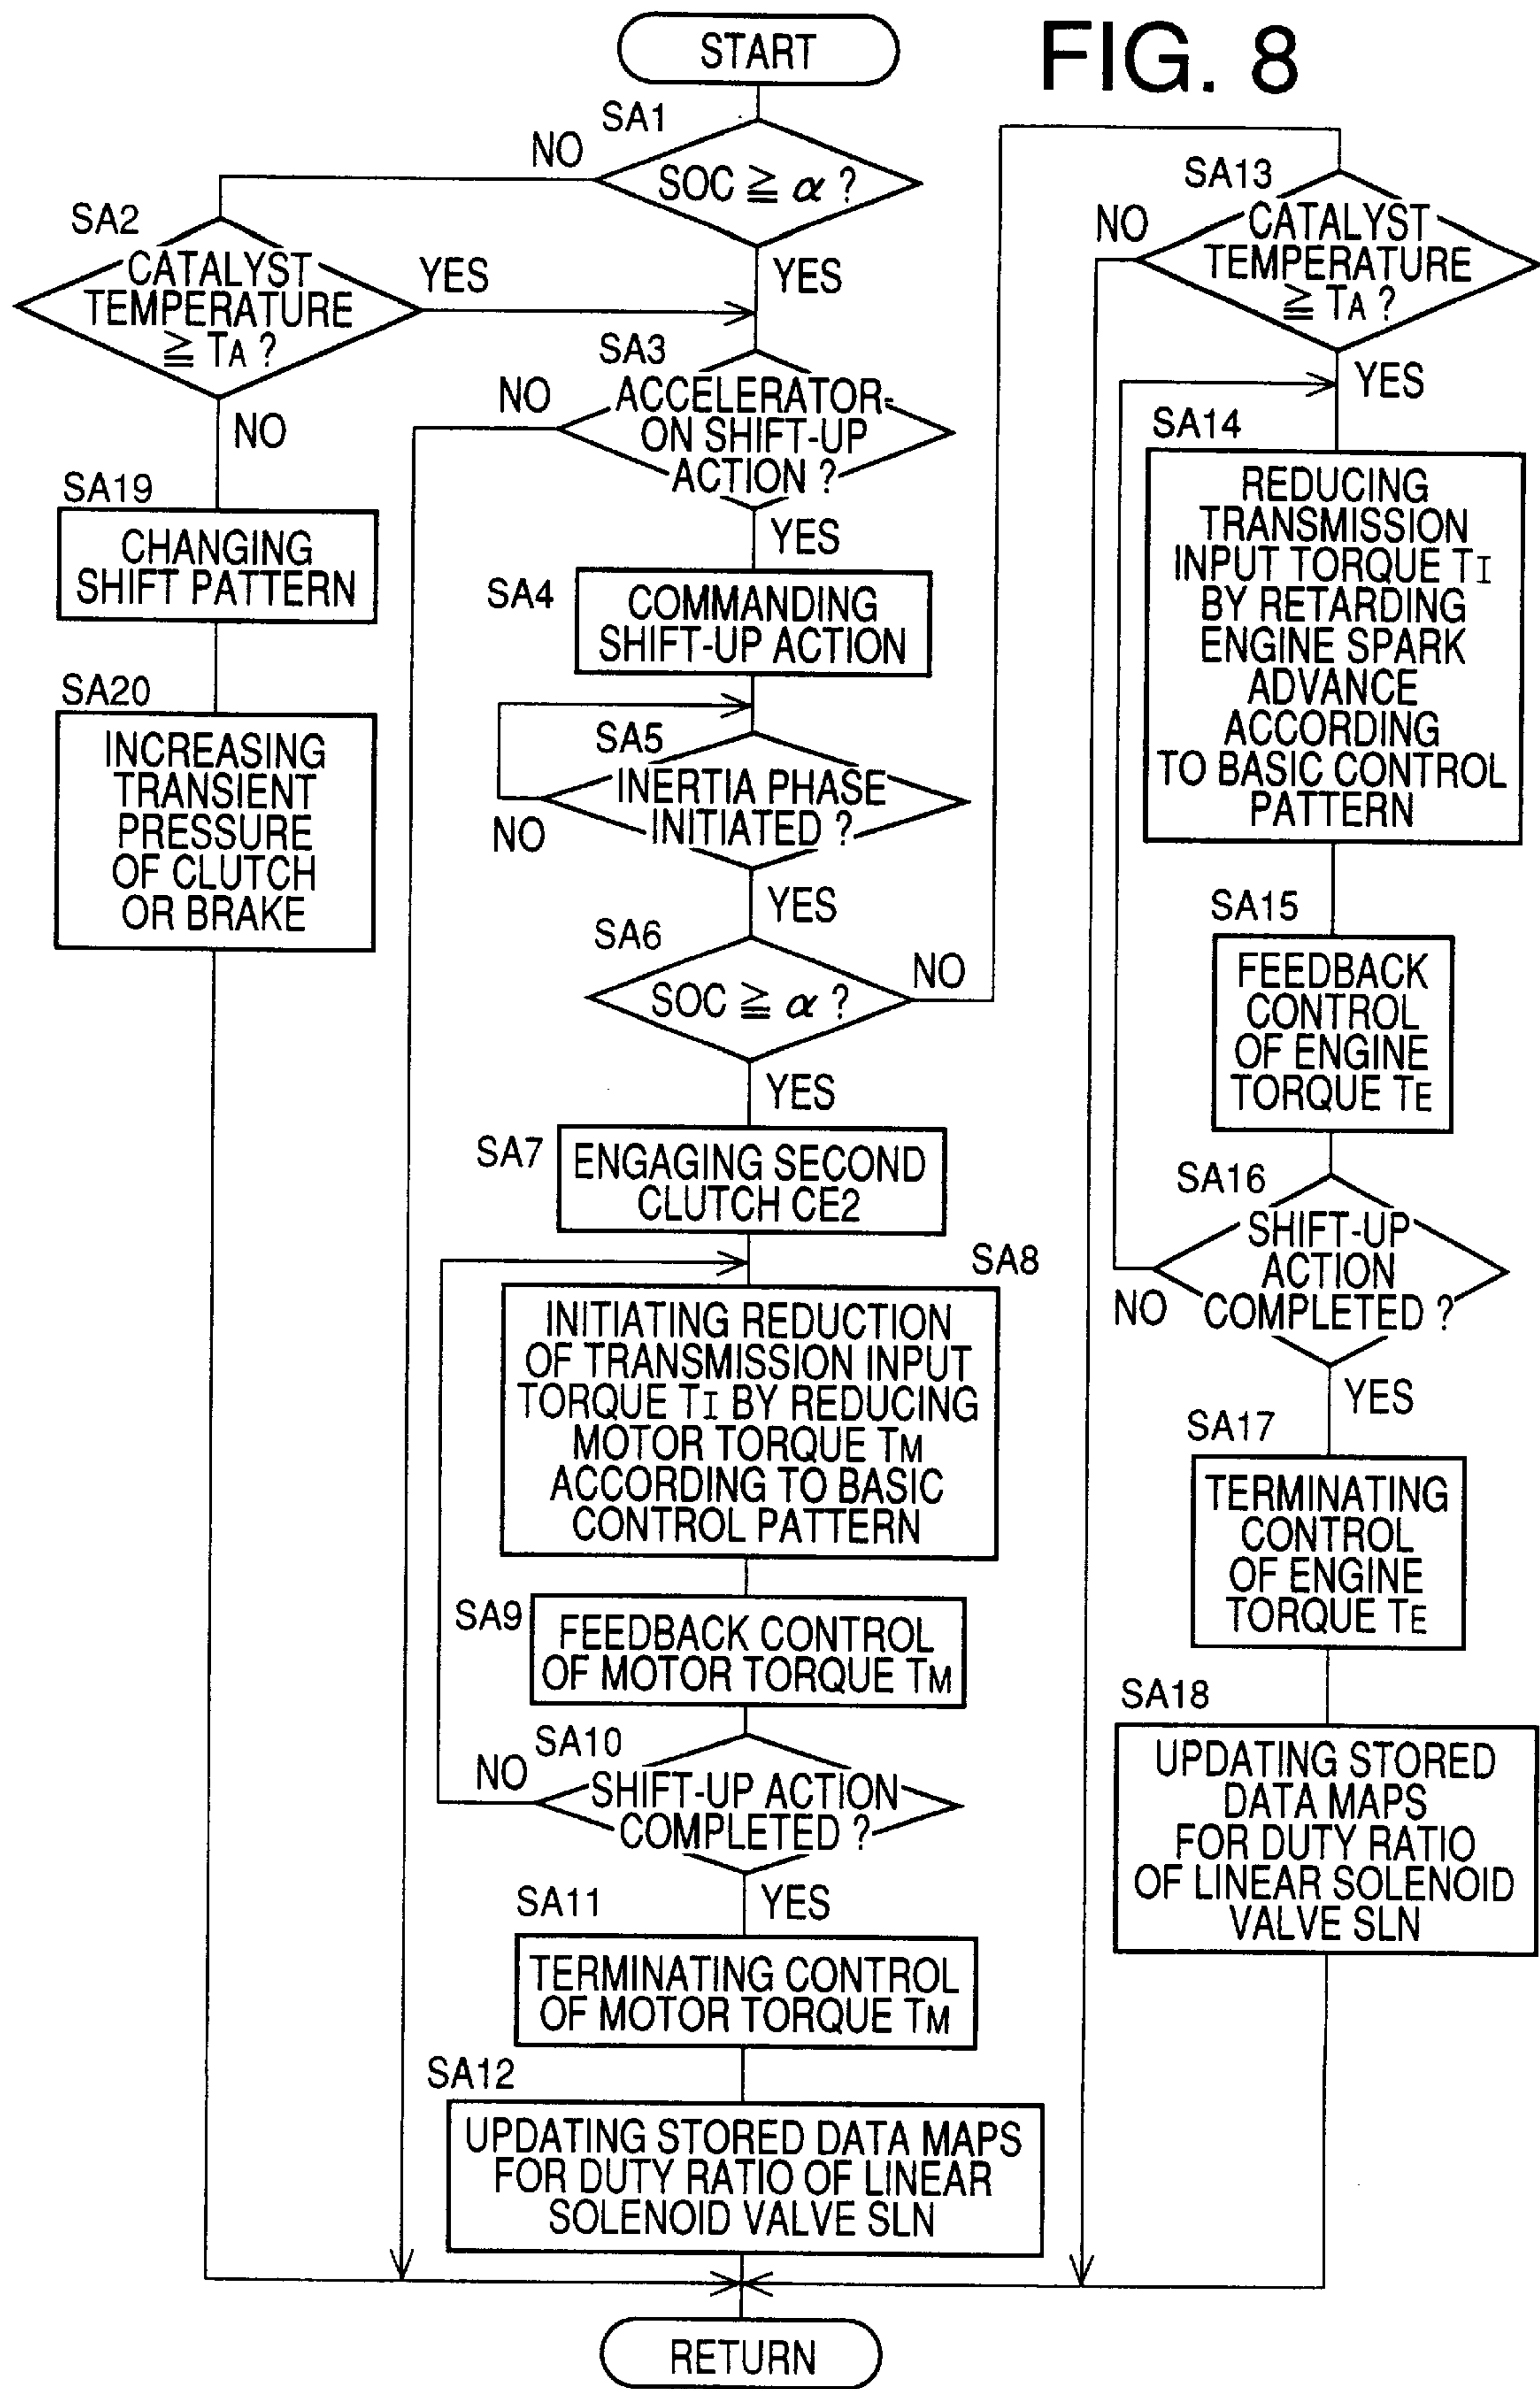 FIG. 8
START
SA1
NO
SOC ≧ α ?
YES
SA2
CATALYST
TEMPERATURE
≧ TA ?
YES
NO
SA3
ACCELERATOR-
ON SHIFT-UP
ACTION ?
NO
YES
SA19
CHANGING
SHIFT PATTERN
SA20
INCREASING
TRANSIENT
PRESSURE
OF CLUTCH
OR BRAKE
SA4
COMMANDING
SHIFT-UP ACTION
SA5
INERTIA PHASE
INITIATED ?
NO
YES
SA6
SOC ≧ α ?
NO
YES
SA7
ENGAGING SECOND
CLUTCH CE2
SA8
INITIATING REDUCTION
OF TRANSMISSION INPUT
TORQUE TI BY REDUCING
MOTOR TORQUE TM
ACCORDING TO BASIC
CONTROL PATTERN
SA9
FEEDBACK CONTROL
OF MOTOR TORQUE TM
SA10
NO
SHIFT-UP ACTION
COMPLETED ?
YES
SA11
TERMINATING CONTROL
OF MOTOR TORQUE TM
SA12
UPDATING STORED DATA MAPS
FOR DUTY RATIO OF LINEAR
SOLENOID VALVE SLN
SA13
NO
CATALYST
TEMPERATURE
≧ TA ?
YES
SA14
REDUCING
TRANSMISSION
INPUT TORQUE TI
BY RETARDING
ENGINE SPARK
ADVANCE
ACCORDING
TO BASIC CONTROL
PATTERN
SA15
FEEDBACK
CONTROL
OF ENGINE
TORQUE TE
SA16
SHIFT-UP
ACTION
COMPLETED ?
NO
YES
SA17
TERMINATING
CONTROL
OF ENGINE
TORQUE TE
SA18
UPDATING STORED
DATA MAPS
FOR DUTY RATIO
OF LINEAR SOLENOID
VALVE SLN
RETURN